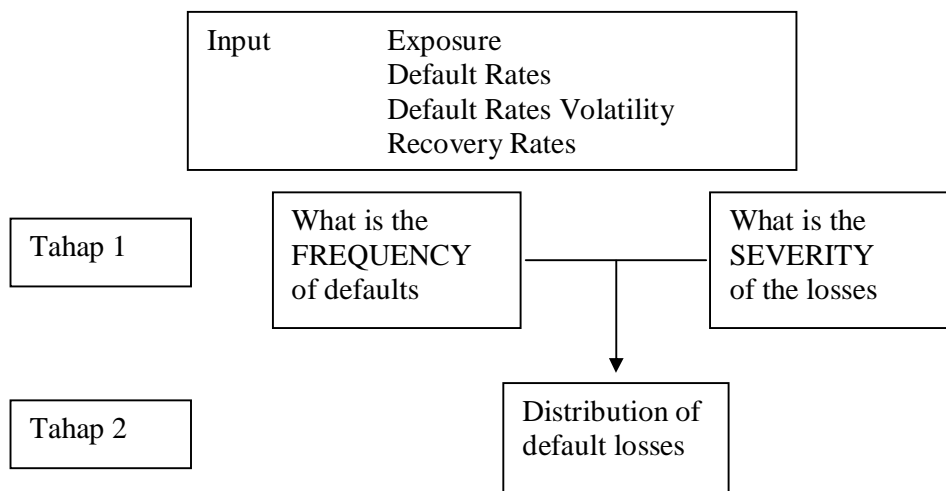 Input Exposure
Default Rates
Default Rates Volatility
Recovery Rates
Tahap 1
What is the
FREQUENCY
of defaults
What is the
SEVERITY
of the losses
Tahap 2
Distribution of
default losses